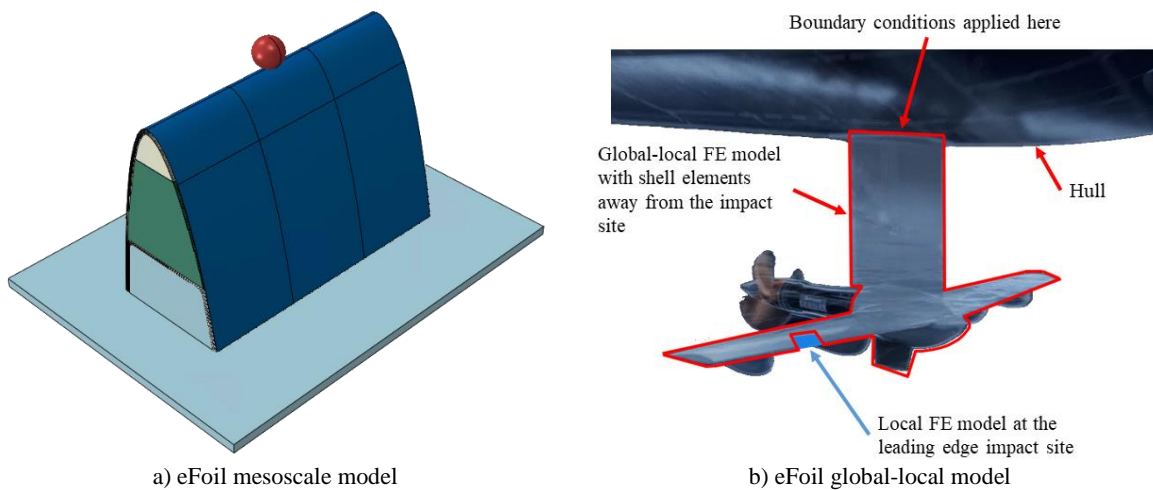 Boundary conditions applied here
Global-local FE model
with shell elements
away from the impact
site
Hull
Local FE model at the
leading edge impact site
a) eFoil mesoscale model
b) eFoil global-local model